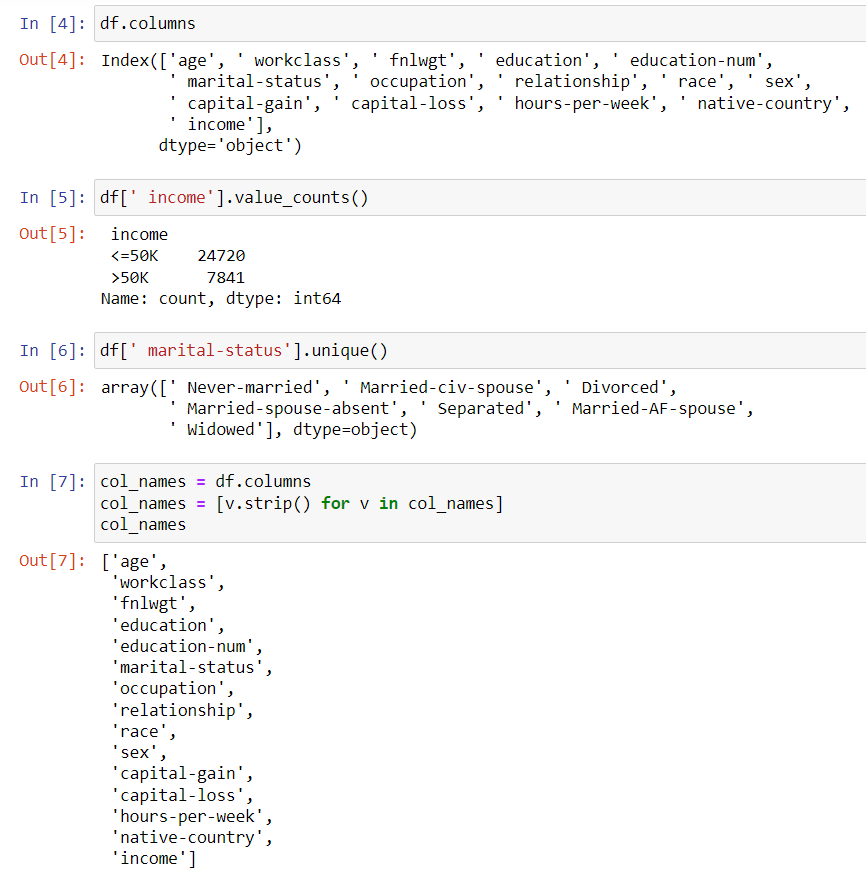 In [4]: df.columns
Out[4]: Index(['age', ' workclass', ' fnlwgt', ' education', ' education-num',
' marital-status', ' occupation', ' relationship', ' race', ' sex',
' capital-gain', ' capital-loss', ' hours-per-week', ' native-country',
' income'],
dtype='object')
In [5]: df[' income'].value_counts()
Out[5]: income
<=50K 24720
>50K 7841
Name: count, dtype: int64
In [6]: df[' marital-status'].unique()
Out[6]: array([' Never-married', ' Married-civ-spouse', ' Divorced',
' Married-spouse-absent', ' Separated', ' Married-AF-spouse',
' Widowed'], dtype=object)
In [7]: col_names = df.columns
col_names = [v.strip() for v in col_names]
col_names
Out[7]: ['age',
'workclass',
'fnlwgt',
'education',
'education-num',
'marital-status',
'occupation',
'relationship',
'race',
'sex',
'capital-gain',
'capital-loss',
'hours-per-week',
'native-country',
'income']